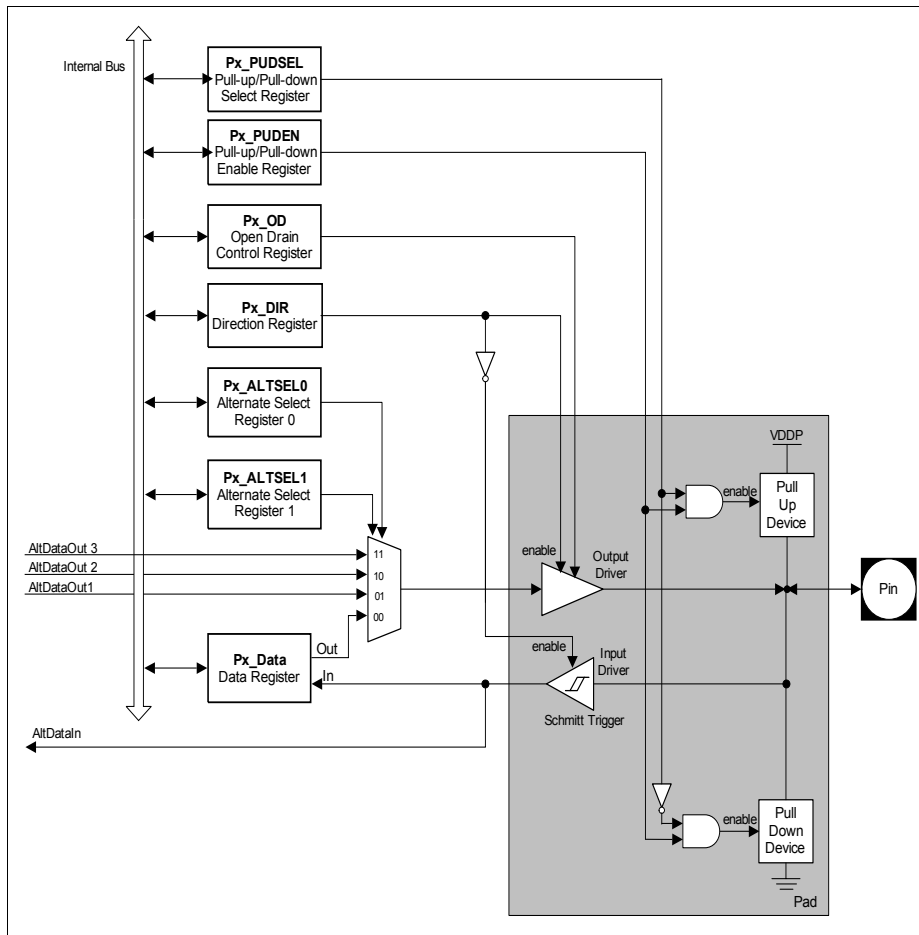 Internal Bus
Px_PUDSEL
Pull-up/Pull-down
Select Register
Px_PUDEN
Pull-up/Pull-down
Enable Register
Px_OD
Open Drain
Control Register
Px_DIR
Direction Register
Px_ALTSEL0
Alternate Select
Register 0
Px_ALTSEL1
Alternate Select
Register 1
AltDataOut 3
AltDataOut 2
AltDataOut1
11
10
01
00
Px_Data
Data Register
Out
In
AltDataIn
enable
Output
Driver
enable
Input
Driver
Schmitt Trigger
VDDP
enable
Pull
Up
Device
Pin
enable
Pull
Down
Device
Pad